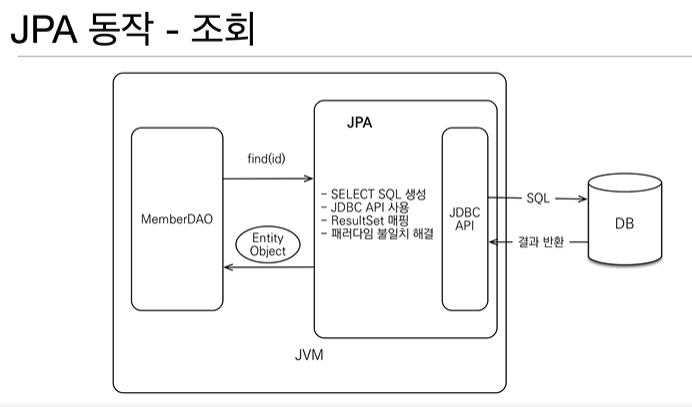 JPA 동작 - 조회
JPA
find(id)
MemberDAO
Entity
Object
- SELECT SQL 생성
- JDBC API 사용
- ResultSet 매핑
- 패러다임 불일치 해결
JDBC
API
SQL
결과 반환
DB
JVM